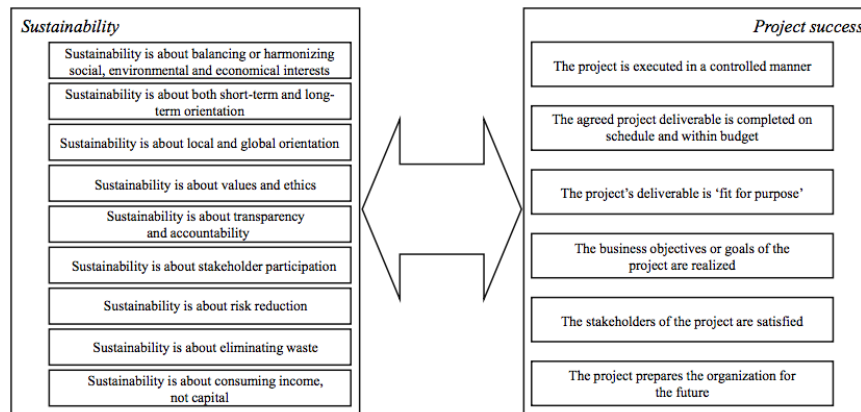 Sustainability
Sustainability is about balancing or harmonizing
social, environmental and economical interests
Sustainability is about both short-term and long-
term orientation
Sustainability is about local and global orientation
Sustainability is about values and ethics
Sustainability is about transparency
and accountability
Sustainability is about stakeholder participation
Sustainability is about risk reduction
Sustainability is about eliminating waste
Sustainability is about consuming income,
not capital
Project success
The project is executed in a controlled manner
The agreed project deliverable is completed on
schedule and within budget
The project's deliverable is ‘fit for purpose’
The business objectives or goals of the
project are realized
The stakeholders of the project are satisfied
The project prepares the organization for
the future